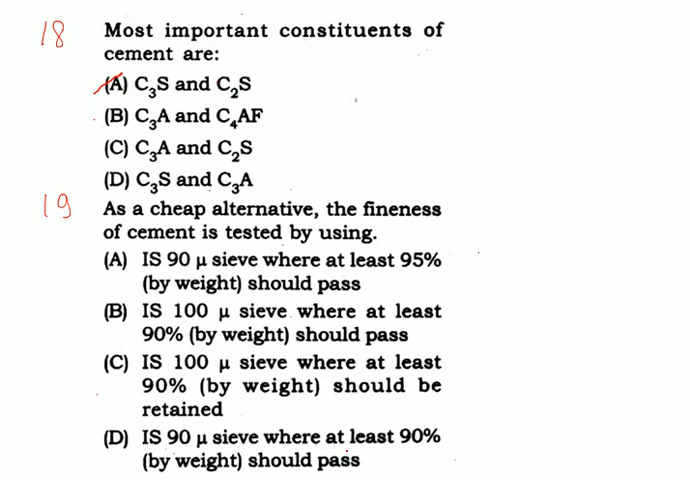 18 Most important constituents of
cement are:
(A) C₃S and C₂S
(B) C₃A and C₄AF
(C) C₃A and C₂S
(D) C₃S and C₃A
19 As a cheap alternative, the fineness
of cement is tested by using.
(A) IS 90 μ sieve where at least 95%
(by weight) should pass
(B) IS 100 μ sieve where at least
90% (by weight) should pass
(C) IS 100 μ sieve where at least
90% (by weight) should be
retained
(D) IS 90 μ sieve where at least 90%
(by weight) should pass